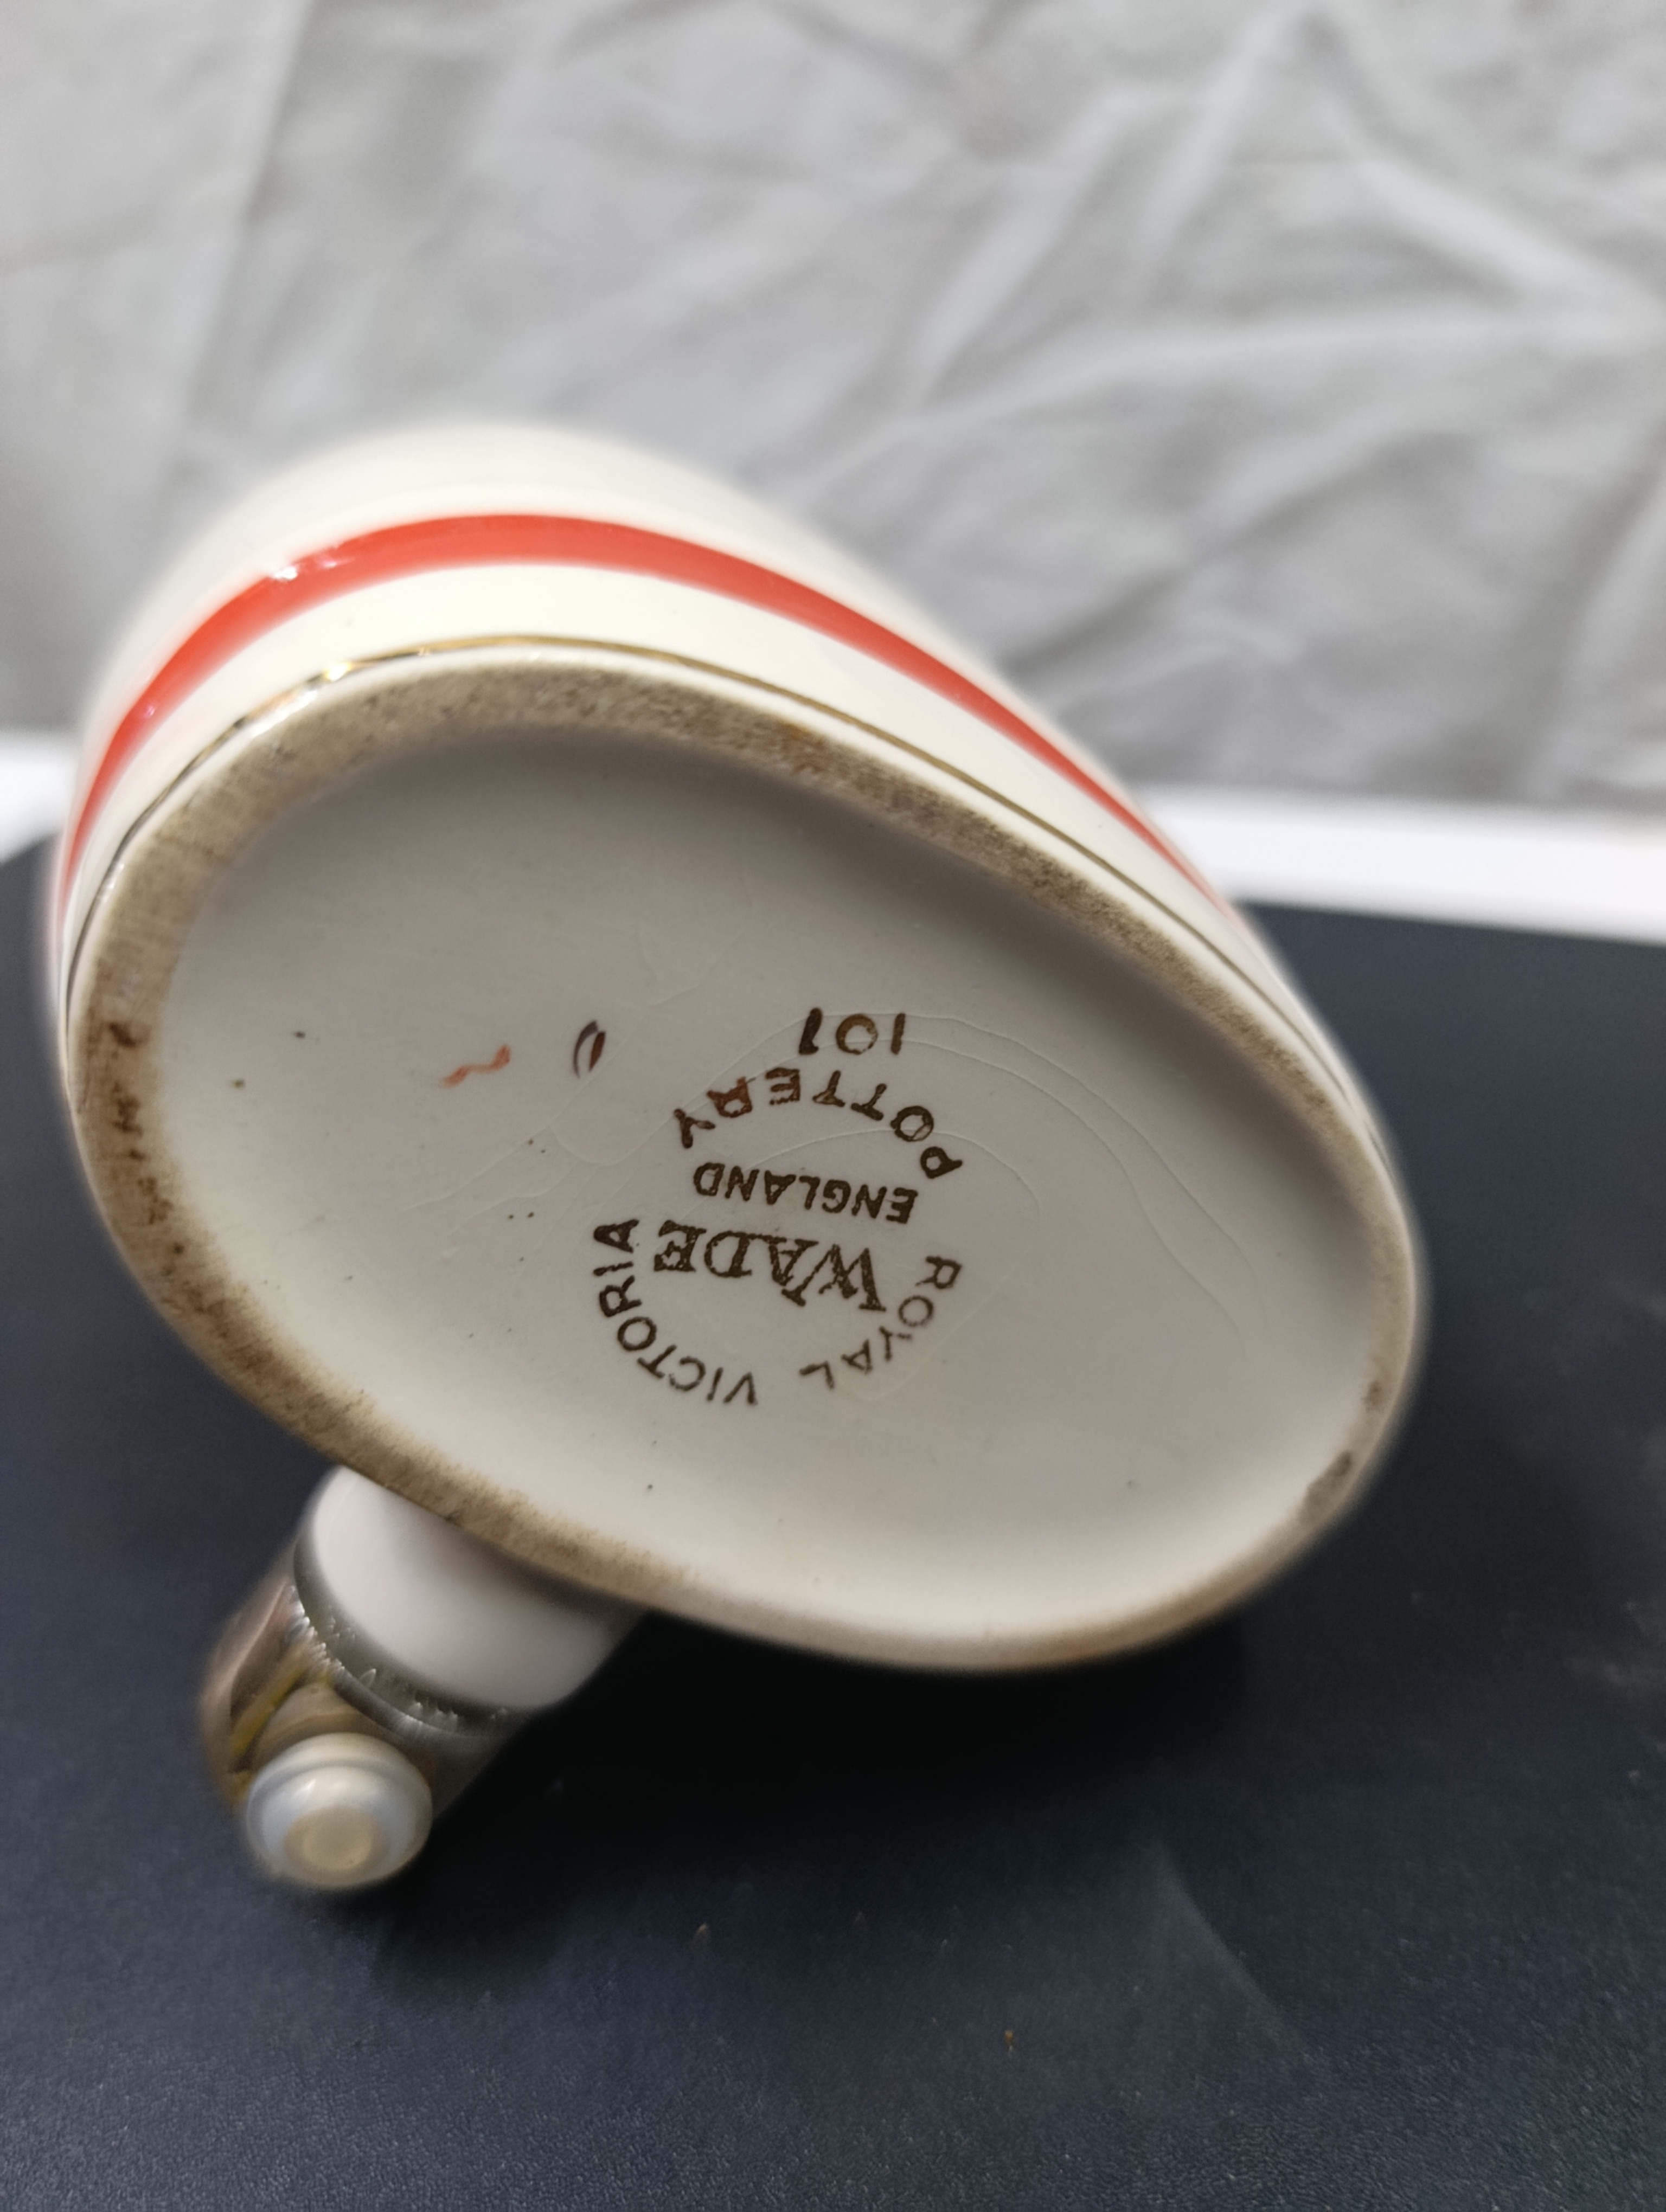 ROYAL VICTORIA
WADE
ENGLAND
POTTERY
101